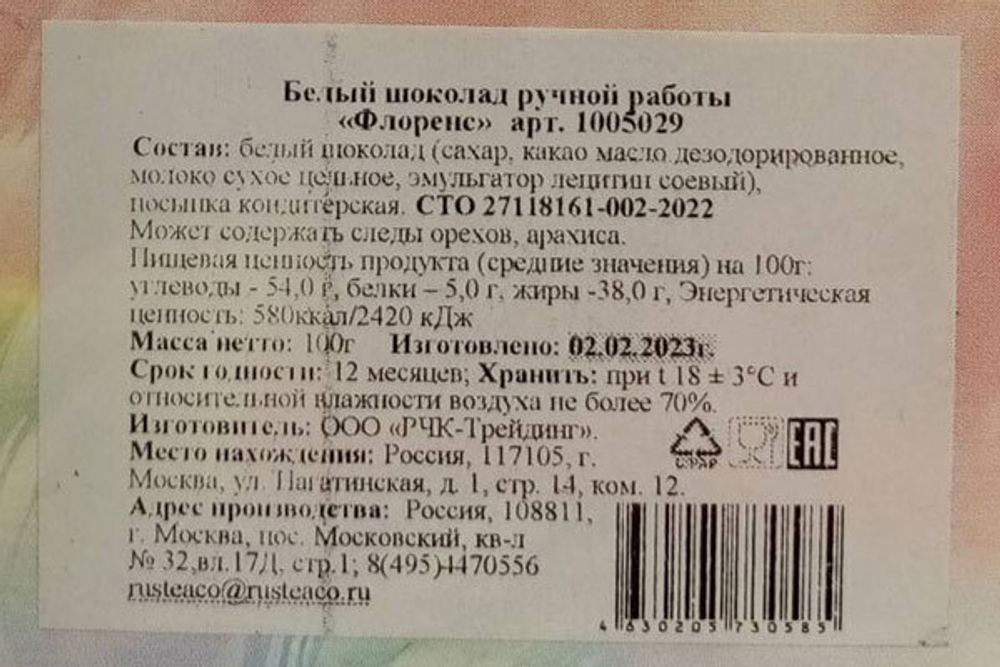 Белый шоколад ручной работы
«Флоренс» арт. 1005029
Состав: белый шоколад (сахар, какао масло дезодорированное,
молоко сухое цельное, эмульгатор лецитин соевый),
посыпка кондитерская. СТО 27118161-002-2022
Может содержать следы орехов, арахиса.
Пищевая ценность продукта (средние значения) на 100г:
углеводы - 54,0 г, белки – 5,0 г, жиры -38,0 г, Энергетическая
ценность: 580ккал/2420 кДж
Масса нетто: 100г Изготовлено: 02.02.2023г.
Срок годности: 12 месяцев; Хранить: при t 18 ± 3°С и
относительной влажности воздуха не более 70%.
Изготовитель: ООО «РЧК-Трейдинг».
Место нахождения: Россия, 117105, г.
Москва, ул. Нагатинская, д. 1, стр. 14, ком. 12.
Адрес производства: Россия, 108811,
г. Москва, пос. Московский, кв-л
№ 32,вл.17Д, стр.1; 8(495)4470556
rusteaco@rusteaco.ru
EAC
4 630205 730585